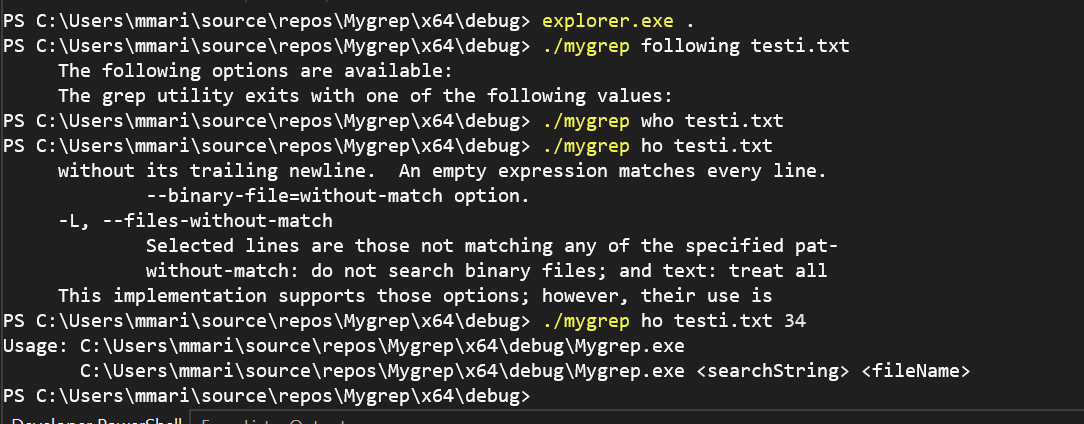 PS C:\Users\mmari\source\repos\Mygrep\x64\debug> explorer.exe .
PS C:\Users\mmari\source\repos\Mygrep\x64\debug> ./mygrep following testi.txt
     The following options are available:
     The grep utility exits with one of the following values:
PS C:\Users\mmari\source\repos\Mygrep\x64\debug> ./mygrep who testi.txt
PS C:\Users\mmari\source\repos\Mygrep\x64\debug> ./mygrep ho testi.txt
     without its trailing newline.  An empty expression matches every line.
             --binary-file=without-match option.
     -L, --files-without-match
             Selected lines are those not matching any of the specified pat-
             without-match: do not search binary files; and text: treat all
     This implementation supports those options; however, their use is
PS C:\Users\mmari\source\repos\Mygrep\x64\debug> ./mygrep ho testi.txt 34
Usage: C:\Users\mmari\source\repos\Mygrep\x64\debug\Mygrep.exe
       C:\Users\mmari\source\repos\Mygrep\x64\debug\Mygrep.exe <searchString> <fileName>
PS C:\Users\mmari\source\repos\Mygrep\x64\debug>
Developer PowerShell